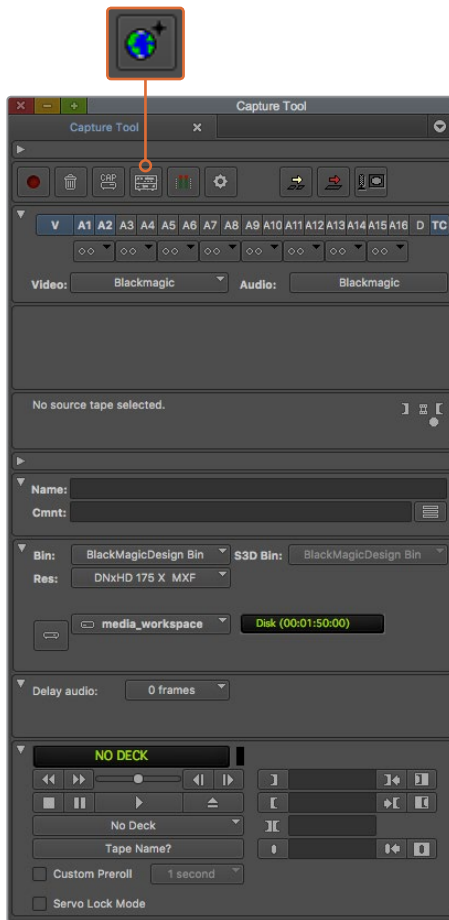 Capture Tool
Capture Tool
CAP
V A1 A2 A3 A4 A5 A6 A7 A8 A9 A10 A11 A12 A13 A14 A15 A16 D TC
Video: Blackmagic Audio: Blackmagic
No source tape selected.
Name:
Cmnt:
Bin: BlackMagicDesign Bin S3D Bin: BlackMagicDesign Bin
Res: DNxHD 175 X MXF
media_workspace Disk (00:01:50:00)
Delay audio: 0 frames
NO DECK
No Deck
Tape Name?
Custom Preroll 1 second
Servo Lock Mode